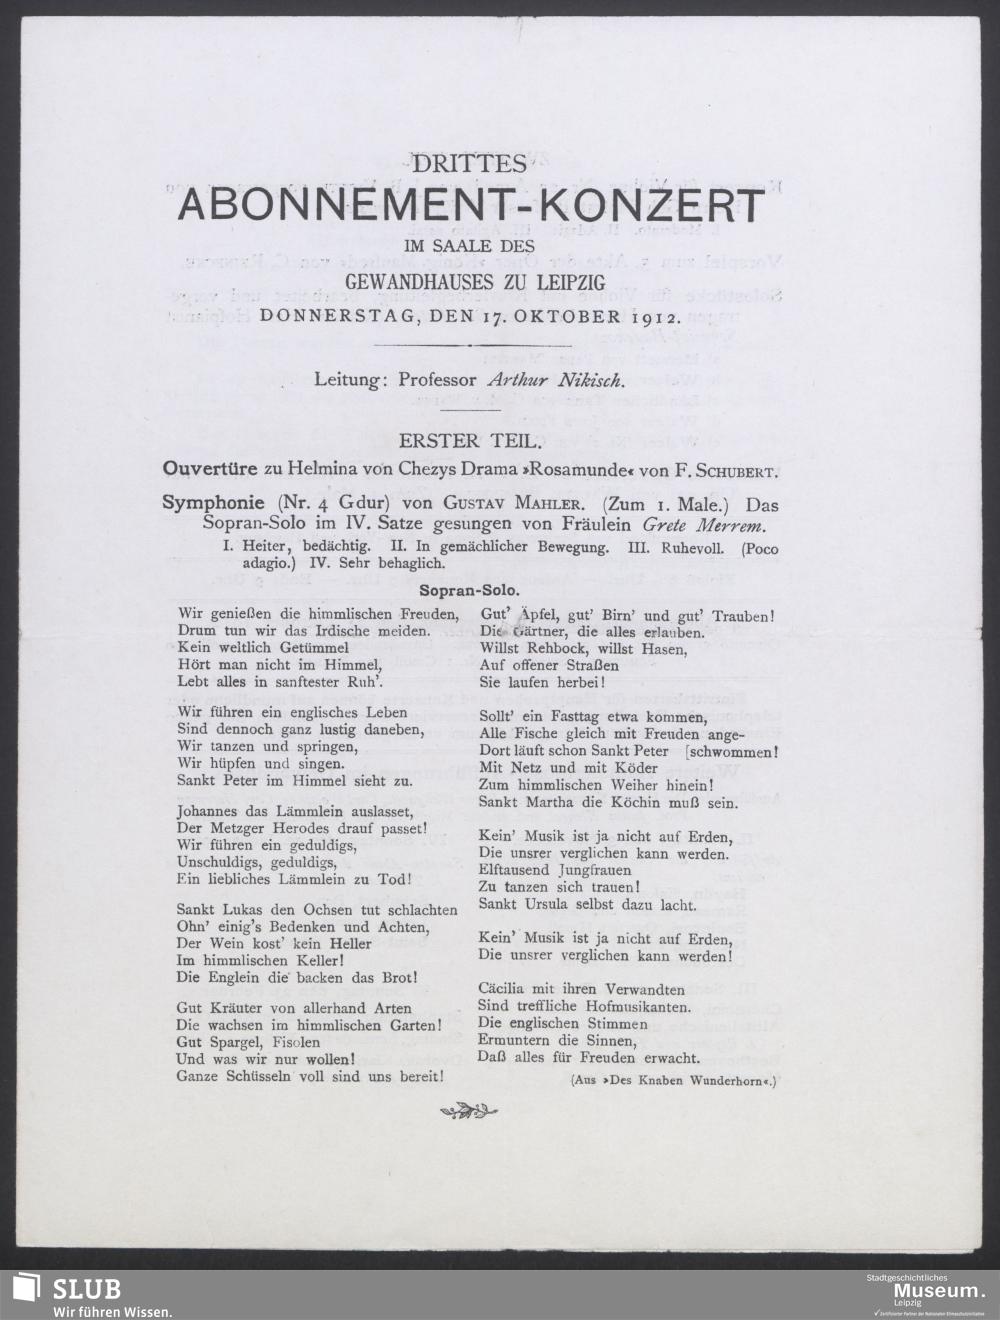 DRITTES
ABONNEMENT-KONZERT
IM SAALE DES
GEWANDHAUSES ZU LEIPZIG
DONNERSTAG, DEN 17. OKTOBER 1912.
Leitung: Professor Arthur Nikisch.
ERSTER TEIL.
Ouvertüre zu Helmina von Chezys Drama »Rosamunde« von F. SCHUBERT.
Symphonie (Nr. 4 Gdur) von GUSTAV MAHLER. (Zum 1. Male.) Das
Sopran-Solo im IV. Satze gesungen von Fräulein Grete Merrem.
I. Heiter, bedächtig. II. In gemächlicher Bewegung. III. Ruhevoll. (Poco
adagio.) IV. Sehr behaglich.
Sopran-Solo.
Wir genießen die himmlischen Freuden,
Drum tun wir das Irdische meiden.
Kein weltlich Getümmel
Hört man nicht im Himmel,
Lebt alles in sanftester Ruh'.
Wir führen ein englisches Leben
Sind dennoch ganz lustig daneben,
Wir tanzen und springen,
Wir hüpfen und singen.
Sankt Peter im Himmel sieht zu.
Johannes das Lämmlein auslasset,
Der Metzger Herodes drauf passet!
Wir führen ein geduldigs,
Unschuldigs, geduldigs,
Ein liebliches Lämmlein zu Tod!
Sankt Lukas den Ochsen tut schlachten
Ohn' einig's Bedenken und Achten,
Der Wein kost' kein Heller
Im himmlischen Keller!
Die Englein die backen das Brot!
Gut Kräuter von allerhand Arten
Die wachsen im himmlischen Garten!
Gut Spargel, Fisolen
Und was wir nur wollen!
Ganze Schüsseln voll sind uns bereit!
Gut' Äpfel, gut' Birn' und gut' Trauben!
Die Gärtner, die alles erlauben.
Willst Rehbock, willst Hasen,
Auf offener Straßen
Sie laufen herbei!
Sollt' ein Fasttag etwa kommen,
Alle Fische gleich mit Freuden ange-
Dort läuft schon Sankt Peter [schwommen!
Mit Netz und mit Köder
Zum himmlischen Weiher hinein!
Sankt Martha die Köchin muß sein.
Kein' Musik ist ja nicht auf Erden,
Die unsrer verglichen kann werden.
Elftausend Jungfrauen
Zu tanzen sich trauen!
Sankt Ursula selbst dazu lacht.
Kein' Musik ist ja nicht auf Erden,
Die unsrer verglichen kann werden!
Cäcilia mit ihren Verwandten
Sind treffliche Hofmusikanten.
Die englischen Stimmen
Ermuntern die Sinnen,
Daß alles für Freuden erwacht.
(Aus »Des Knaben Wunderhorn«.)
SLUB
Wir führen Wissen.
Stadtgeschichtliches
Museum.
Leipzig
Zertifizierter Partner der Nationalen Klimaschutzinitiative